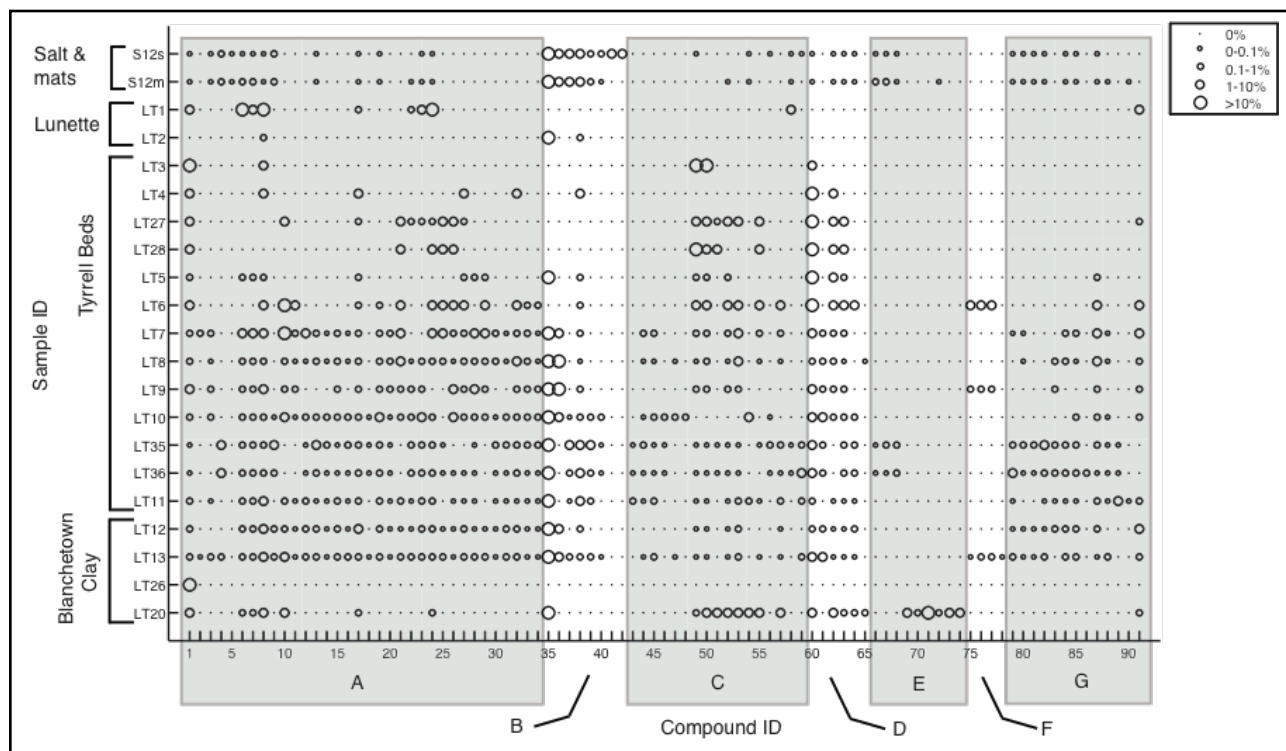 Salt &
mats
Lunette
Tyrrell Beds
Blanchetown
Clay
Sample ID
S12s
S12m
LT1
LT2
LT3
LT4
LT27
LT28
LT5
LT6
LT7
LT8
LT9
LT10
LT35
LT36
LT11
LT12
LT13
LT26
LT20
0%
0-0.1%
0.1-1%
1-10%
>10%
1 5 10 15 20 25 30 35 40 45 50 55 60 65 70 75 80 85 90
A C E G
B D F
Compound ID